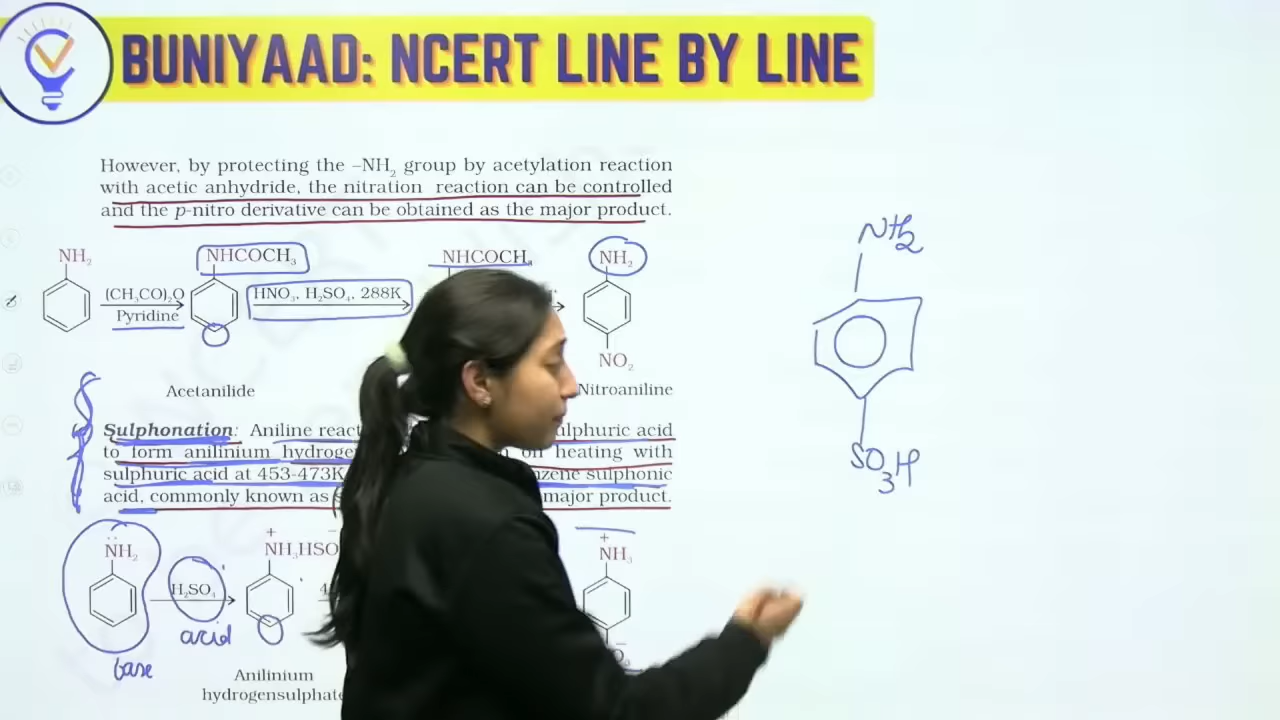 BUNIYAAD: NCERT LINE BY LINE
However, by protecting the –NH₂ group by acetylation reaction
with acetic anhydride, the nitration reaction can be controlled
and the p-nitro derivative can be obtained as the major product.
NH₂
(CH₃CO)₂O
Pyridine
NHCOCH₃
HNO₃, H₂SO₄, 288K
NHCOCH₃
NH₂
NO₂
Acetanilide
Nitroaniline
Sulphonation: Aniline ulphuric acid
to form anilinium on heating with
sulphuric acid at 453-473K nzene sulphonic
acid, commonly known as major product.
NH₂
H₂SO₄
acid
base
+ –
NH₃HSO
Anilinium
hydrogensulphate
+
NH₃
NH₂
SO₃H